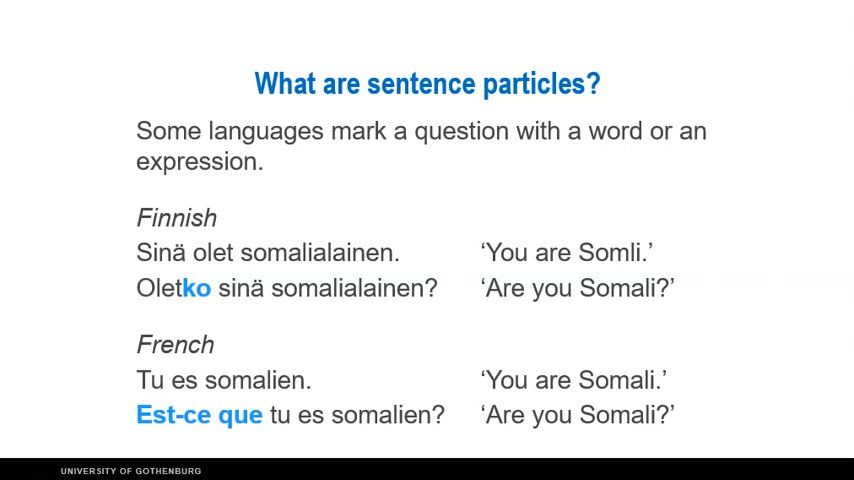 What are sentence particles?
Some languages mark a question with a word or an
expression.
Finnish
Sinä olet somalialainen. ‘You are Somli.’
Oletko sinä somalialainen? ‘Are you Somali?’
French
Tu es somalien. ‘You are Somali.’
Est-ce que tu es somalien? ‘Are you Somali?’
UNIVERSITY OF GOTHENBURG